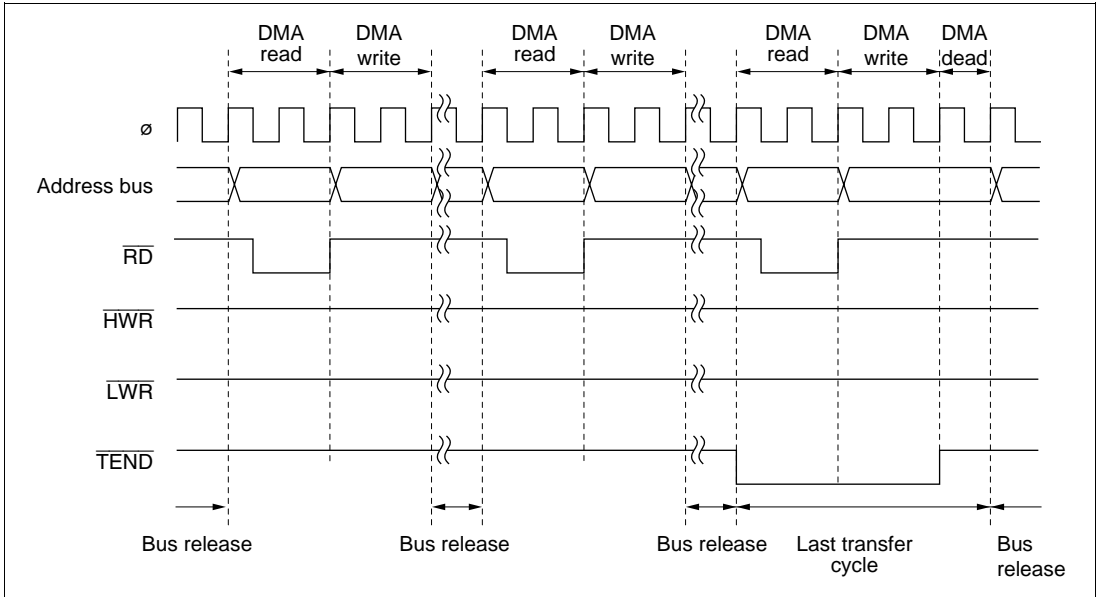 DMA read
DMA write
DMA read
DMA write
DMA read
DMA write
DMA dead
ø
Address bus
RD
HWR
LWR
TEND
Bus release
Bus release
Bus release
Last transfer cycle
Bus release